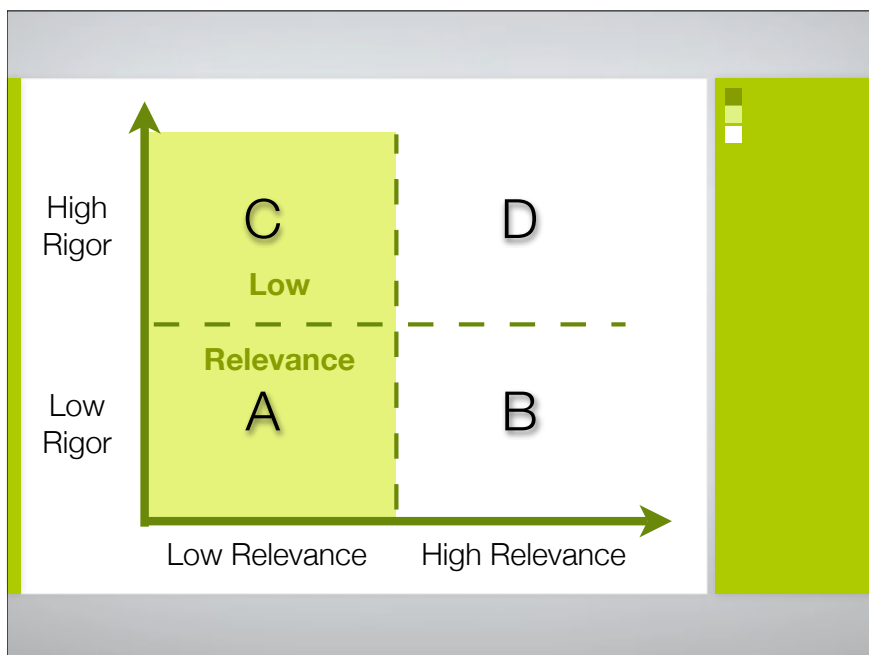 High
Rigor
C
D
Low
Relevance
Low
Rigor
A
B
Low Relevance
High Relevance